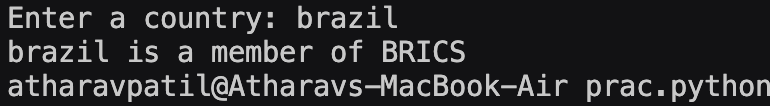 Enter a country: brazil
brazil is a member of BRICS
atharavpatil@Atharavs-MacBook-Air prac.python